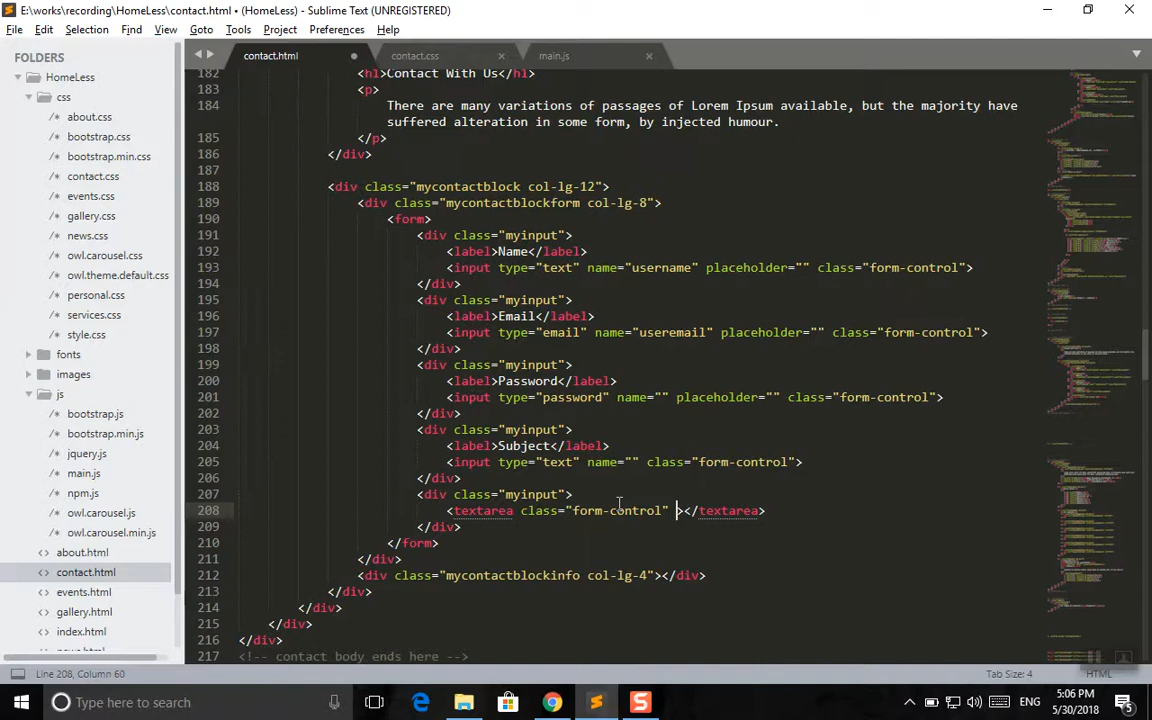 E:\works\recording\HomeLess\contact.html • (HomeLess) - Sublime Text (UNREGISTERED)
File Edit Selection Find View Goto Tools Project Preferences Help
FOLDERS
HomeLess
css
/* about.css
/* bootstrap.css
/* bootstrap.min.css
/* contact.css
/* events.css
/* gallery.css
/* news.css
/* owl.carousel.css
/* owl.theme.default.css
/* personal.css
/* services.css
/* style.css
fonts
images
js
/* bootstrap.js
/* bootstrap.min.js
/* jquery.js
/* main.js
/* npm.js
/* owl.carousel.js
/* owl.carousel.min.js
<> about.html
<> contact.html
<> events.html
<> gallery.html
<> index.html
contact.html contact.css main.js
182 <h1>Contact With Us</h1>
183 <p>
184 There are many variations of passages of Lorem Ipsum available, but the majority have
suffered alteration in some form, by injected humour.
185 </p>
186 </div>
187
188 <div class="mycontactblock col-lg-12">
189 <div class="mycontactblockform col-lg-8">
190 <form>
191 <div class="myinput">
192 <label>Name</label>
193 <input type="text" name="username" placeholder="" class="form-control">
194 </div>
195 <div class="myinput">
196 <label>Email</label>
197 <input type="email" name="useremail" placeholder="" class="form-control">
198 </div>
199 <div class="myinput">
200 <label>Password</label>
201 <input type="password" name="" placeholder="" class="form-control">
202 </div>
203 <div class="myinput">
204 <label>Subject</label>
205 <input type="text" name="" class="form-control">
206 </div>
207 <div class="myinput">
208 <textarea class="form-control" ></textarea>
209 </div>
210 </form>
211 </div>
212 <div class="mycontactblockinfo col-lg-4"></div>
213 </div>
214 </div>
215 </div>
216 </div>
217 <!-- contact body ends here -->
Line 208, Column 60 Tab Size: 4 HTML
Type here to search
ENG
5:06 PM
5/30/2018
5